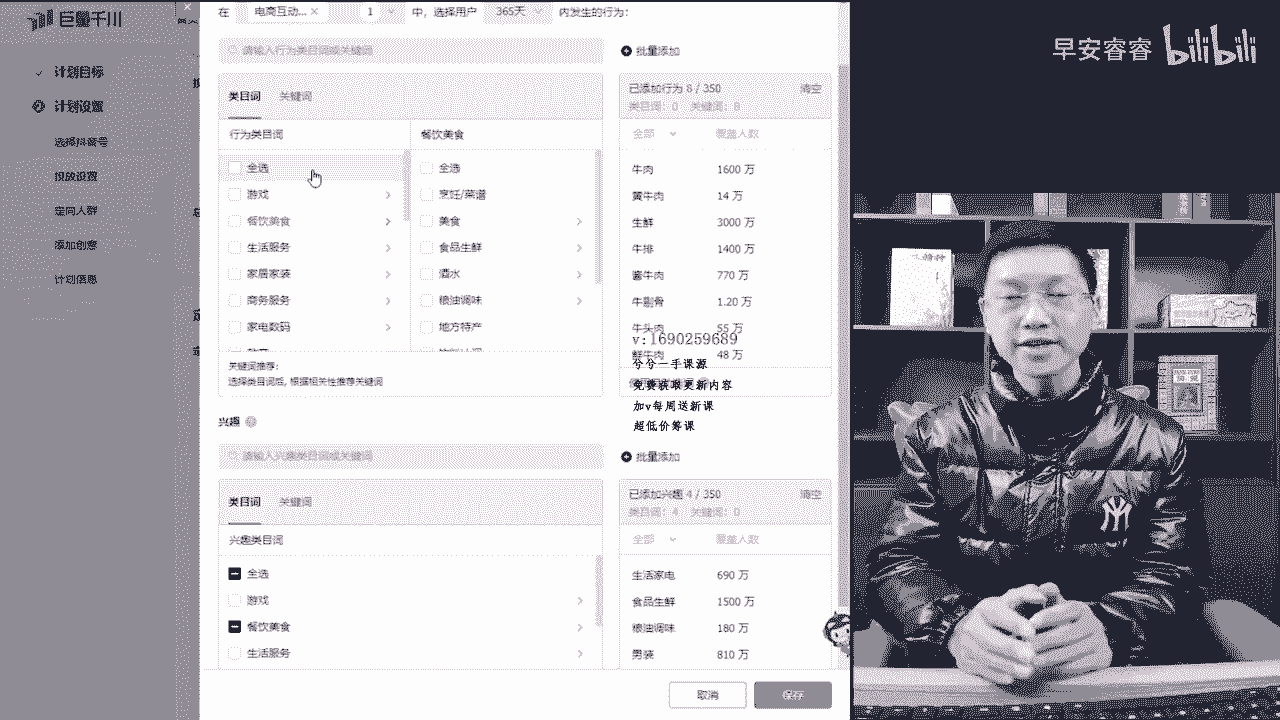 巨量千川
计划目标
计划设置
选择抖音号
投放设置
定向人群
添加创意
计划信息
在 电商互动... × 1 中，选择用户 365天 内发生的行为：
请输入行为类目词或关键词
批量添加
类目词 关键词
已添加行为 8 / 350 清空
类目词：0 关键词：8
行为类目词 餐饮美食
全部 覆盖人数
全选 全选
牛肉 1600 万
游戏 烹饪/菜谱
黄牛肉 14 万
餐饮美食 美食
生鲜 3000 万
生活服务 食品生鲜
牛排 1400 万
家居家装 酒水
酱牛肉 770 万
商务服务 粮油调味
牛剔骨 1.20 万
家电数码 地方特产
牛头肉 55 万
v:1690259689
鲜牛肉 48 万
兮兮一手课源
关键词推荐：
选择类目词后，根据相关性推荐关键词
免费获取更新内容
加v每周送新课
超低价筹课
兴趣
请输入兴趣类目词或关键词
批量添加
类目词 关键词
已添加兴趣 4 / 350 清空
类目词：4 关键词：0
兴趣类目词
全部 覆盖人数
全选
生活家电 690 万
游戏
食品生鲜 1500 万
餐饮美食
粮油调味 180 万
生活服务
男装 810 万
取消 保存
早安睿睿 bilibili
NY